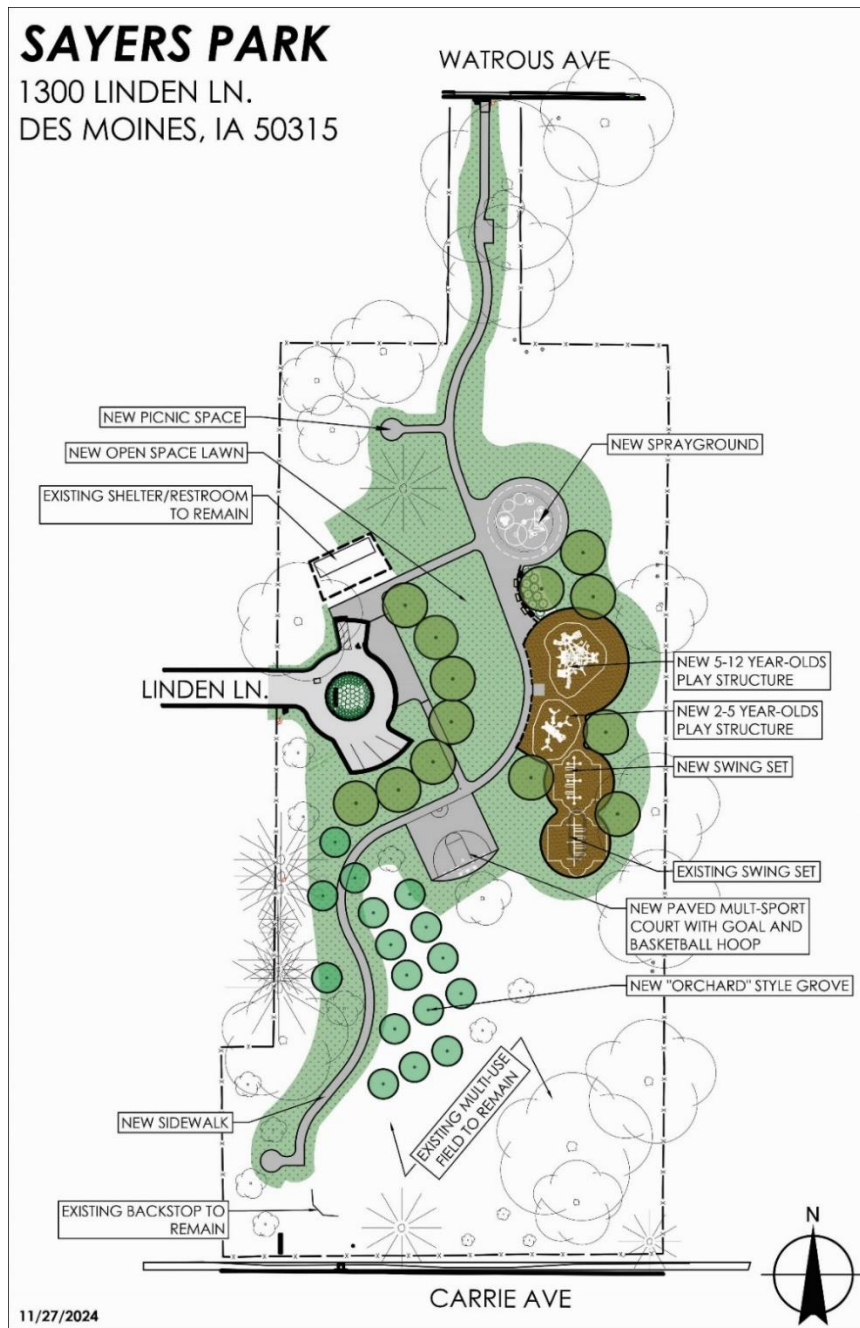 SAYERS PARK
1300 LINDEN LN.
DES MOINES, IA 50315
WATROUS AVE
NEW PICNIC SPACE
NEW OPEN SPACE LAWN
EXISTING SHELTER/RESTROOM
TO REMAIN
NEW SPRAYGROUND
LINDEN LN.
NEW 5-12 YEAR-OLDS
PLAY STRUCTURE
NEW 2-5 YEAR-OLDS
PLAY STRUCTURE
NEW SWING SET
EXISTING SWING SET
NEW PAVED MULT-SPORT
COURT WITH GOAL AND
BASKETBALL HOOP
NEW "ORCHARD" STYLE GROVE
EXISTING MULTI-USE
FIELD TO REMAIN
NEW SIDEWALK
EXISTING BACKSTOP TO
REMAIN
N
CARRIE AVE
11/27/2024